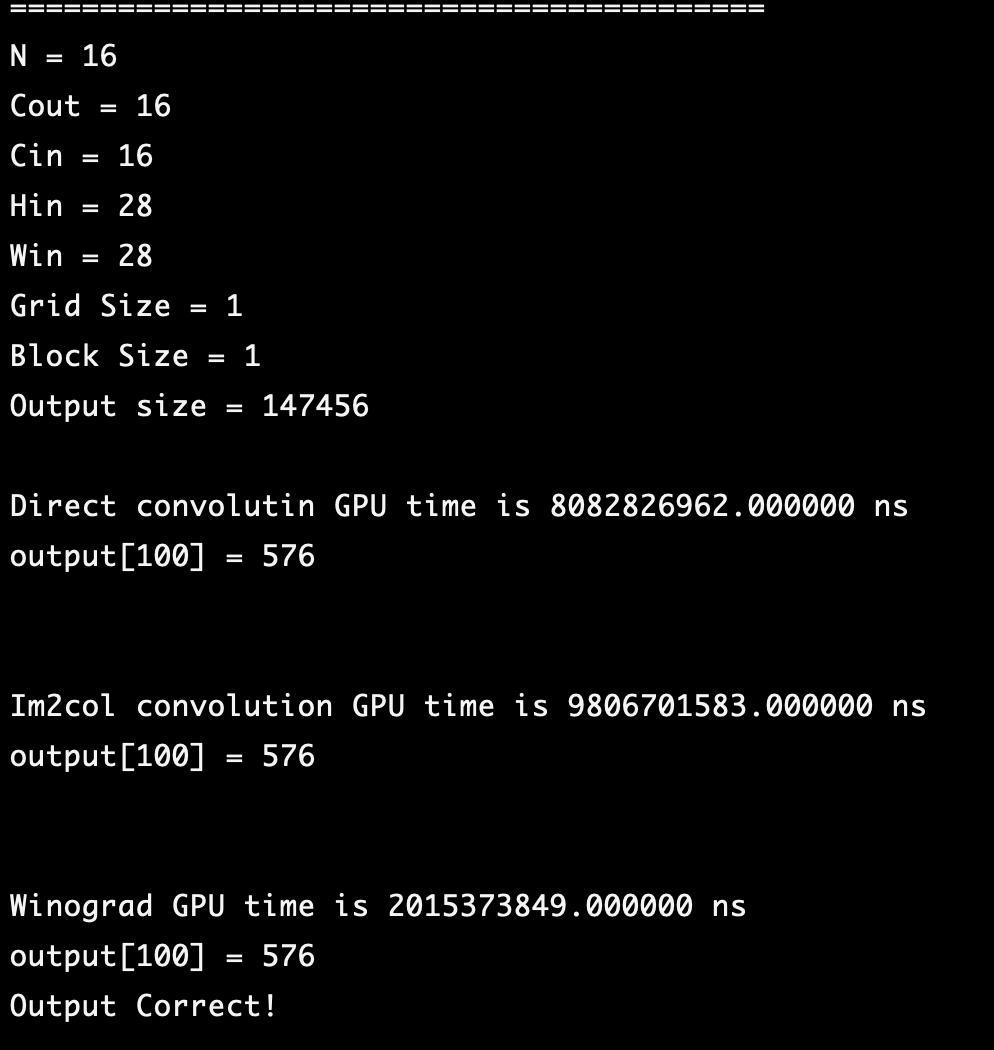 ==========================================
N = 16
Cout = 16
Cin = 16
Hin = 28
Win = 28
Grid Size = 1
Block Size = 1
Output size = 147456
Direct convolutin GPU time is 8082826962.000000 ns
output[100] = 576
Im2col convolution GPU time is 9806701583.000000 ns
output[100] = 576
Winograd GPU time is 2015373849.000000 ns
output[100] = 576
Output Correct!